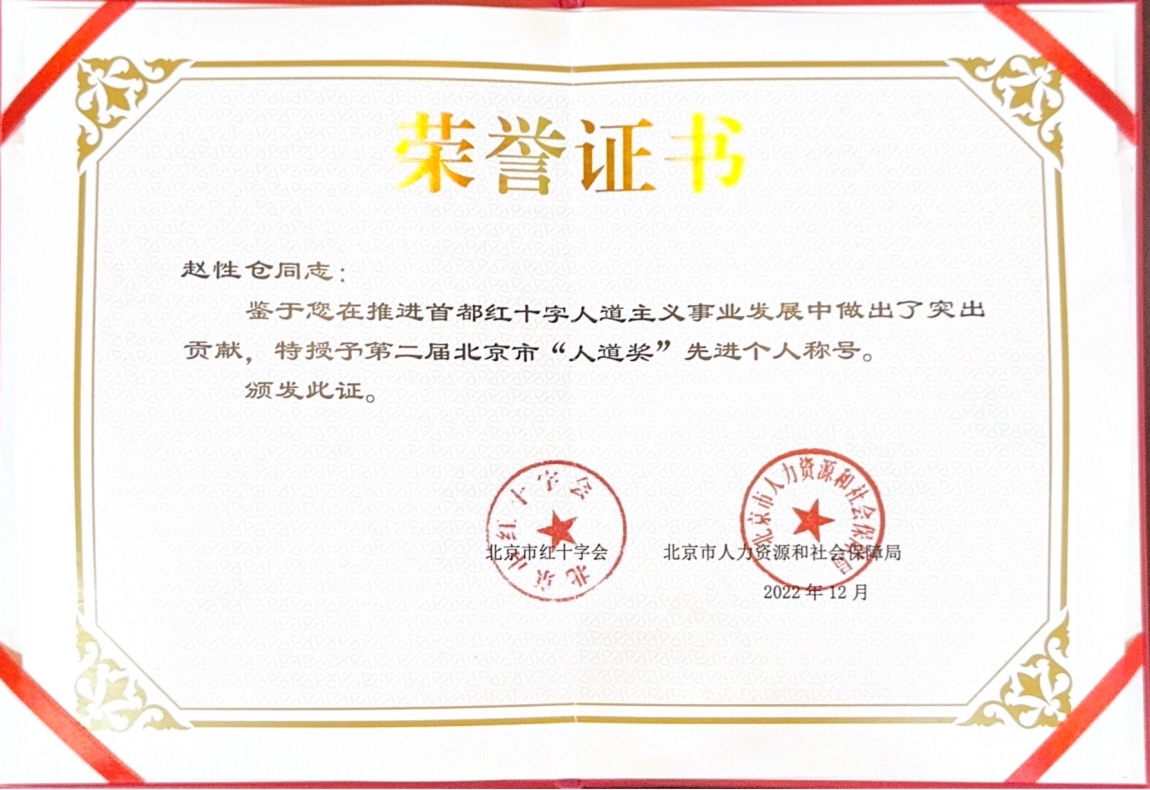 荣誉证书
赵性仓同志：
鉴于您在推进首都红十字人道主义事业发展中做出了突出
贡献，特授予第二届北京市“人道奖”先进个人称号。
颁发此证。
北京市红十字会
北京市人力资源和社会保障局
北京市红十字会
北京市人力资源和社会保障局
2022 年 12 月